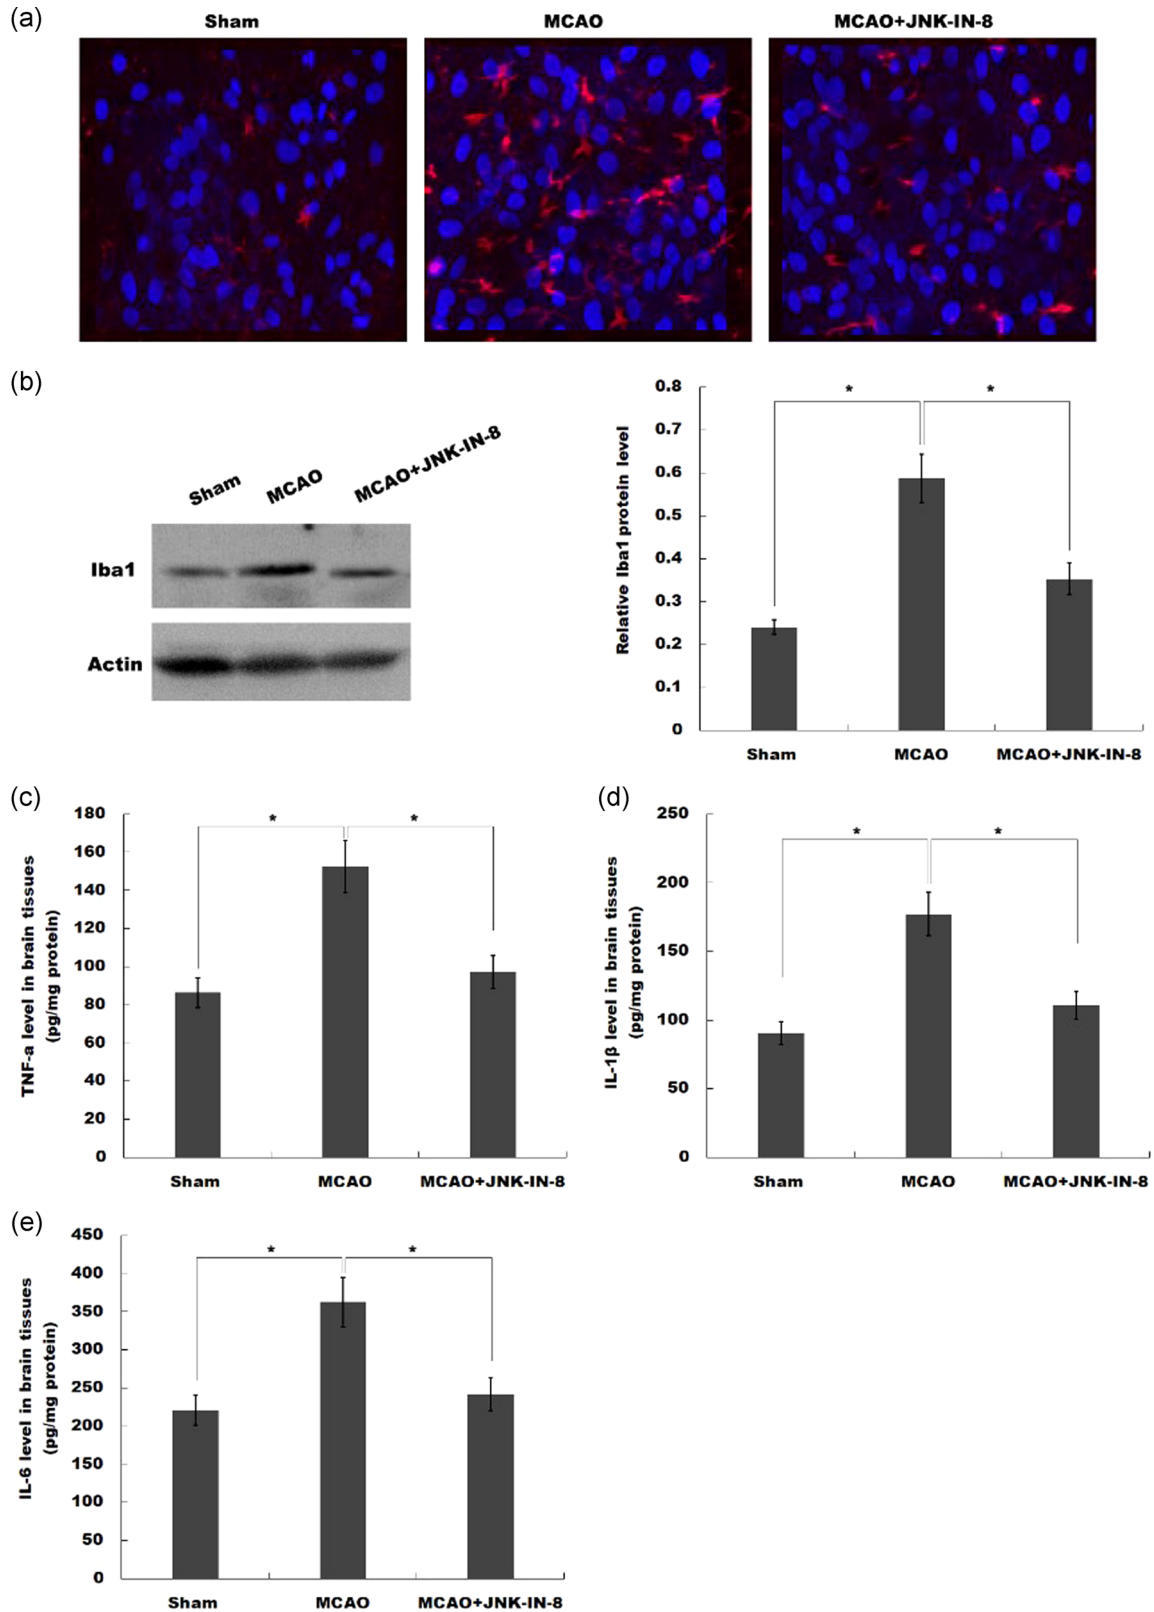 (a)
Sham MCAO MCAO+JNK-IN-8
(b)
Sham MCAO MCAO+JNK-IN-8
Iba1
Actin
Relative Iba1 protein level
0.8
0.7
0.6
0.5
0.4
0.3
0.2
0.1
0
* *
Sham MCAO MCAO+JNK-IN-8
(c)
TNF-a level in brain tissues
(pg/mg protein)
180
160
140
120
100
80
60
40
20
0
* *
Sham MCAO MCAO+JNK-IN-8
(d)
IL-1β level in brain tissues
(pg/mg protein)
250
200
150
100
50
0
* *
Sham MCAO MCAO+JNK-IN-8
(e)
IL-6 level in brain tissues
(pg/mg protein)
450
400
350
300
250
200
150
100
50
0
* *
Sham MCAO MCAO+JNK-IN-8